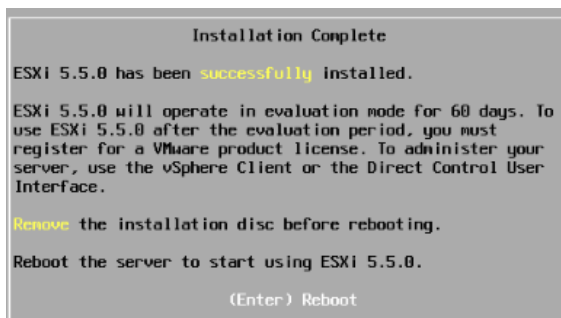 Installation Complete
ESXi 5.5.0 has been successfully installed.
ESXi 5.5.0 will operate in evaluation mode for 60 days. To
use ESXi 5.5.0 after the evaluation period, you must
register for a VMware product license. To administer your
server, use the vSphere Client or the Direct Control User
Interface.
Remove the installation disc before rebooting.
Reboot the server to start using ESXi 5.5.0.
(Enter) Reboot